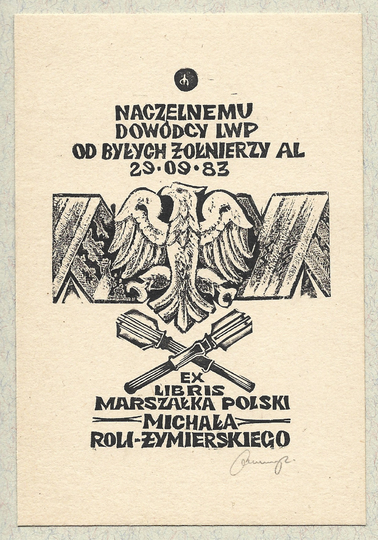 NACZELNEMU
DOWÓDCY LWP
OD BYŁYCH ŻOŁNIERZY AL
29·09·83
EX
LIBRIS
MARSZAŁKA POLSKI
MICHAŁA
ROLI-ŻYMIERSKIEGO